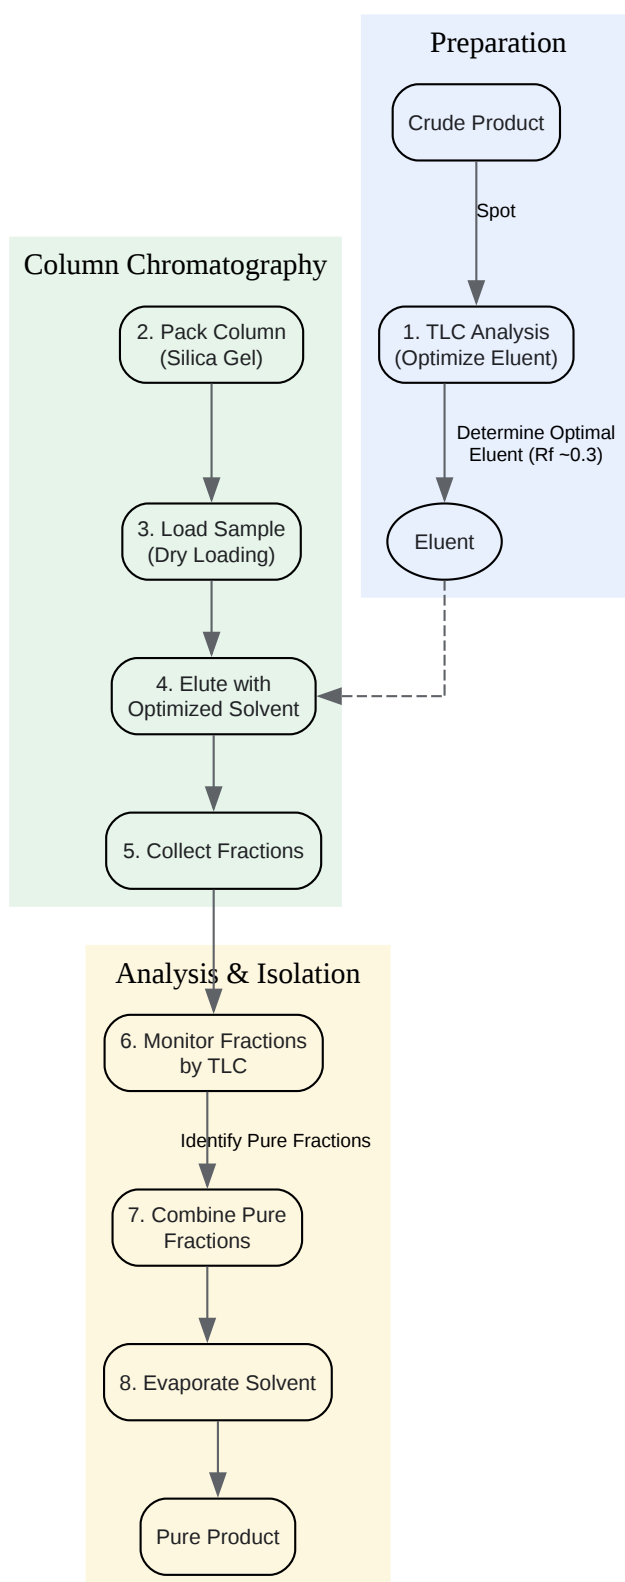 Preparation
Crude Product
Spot
1. TLC Analysis
(Optimize Eluent)
Determine Optimal
Eluent (Rf ~0.3)
Eluent
Column Chromatography
2. Pack Column
(Silica Gel)
3. Load Sample
(Dry Loading)
4. Elute with
Optimized Solvent
5. Collect Fractions
Analysis & Isolation
6. Monitor Fractions
by TLC
Identify Pure Fractions
7. Combine Pure
Fractions
8. Evaporate Solvent
Pure Product